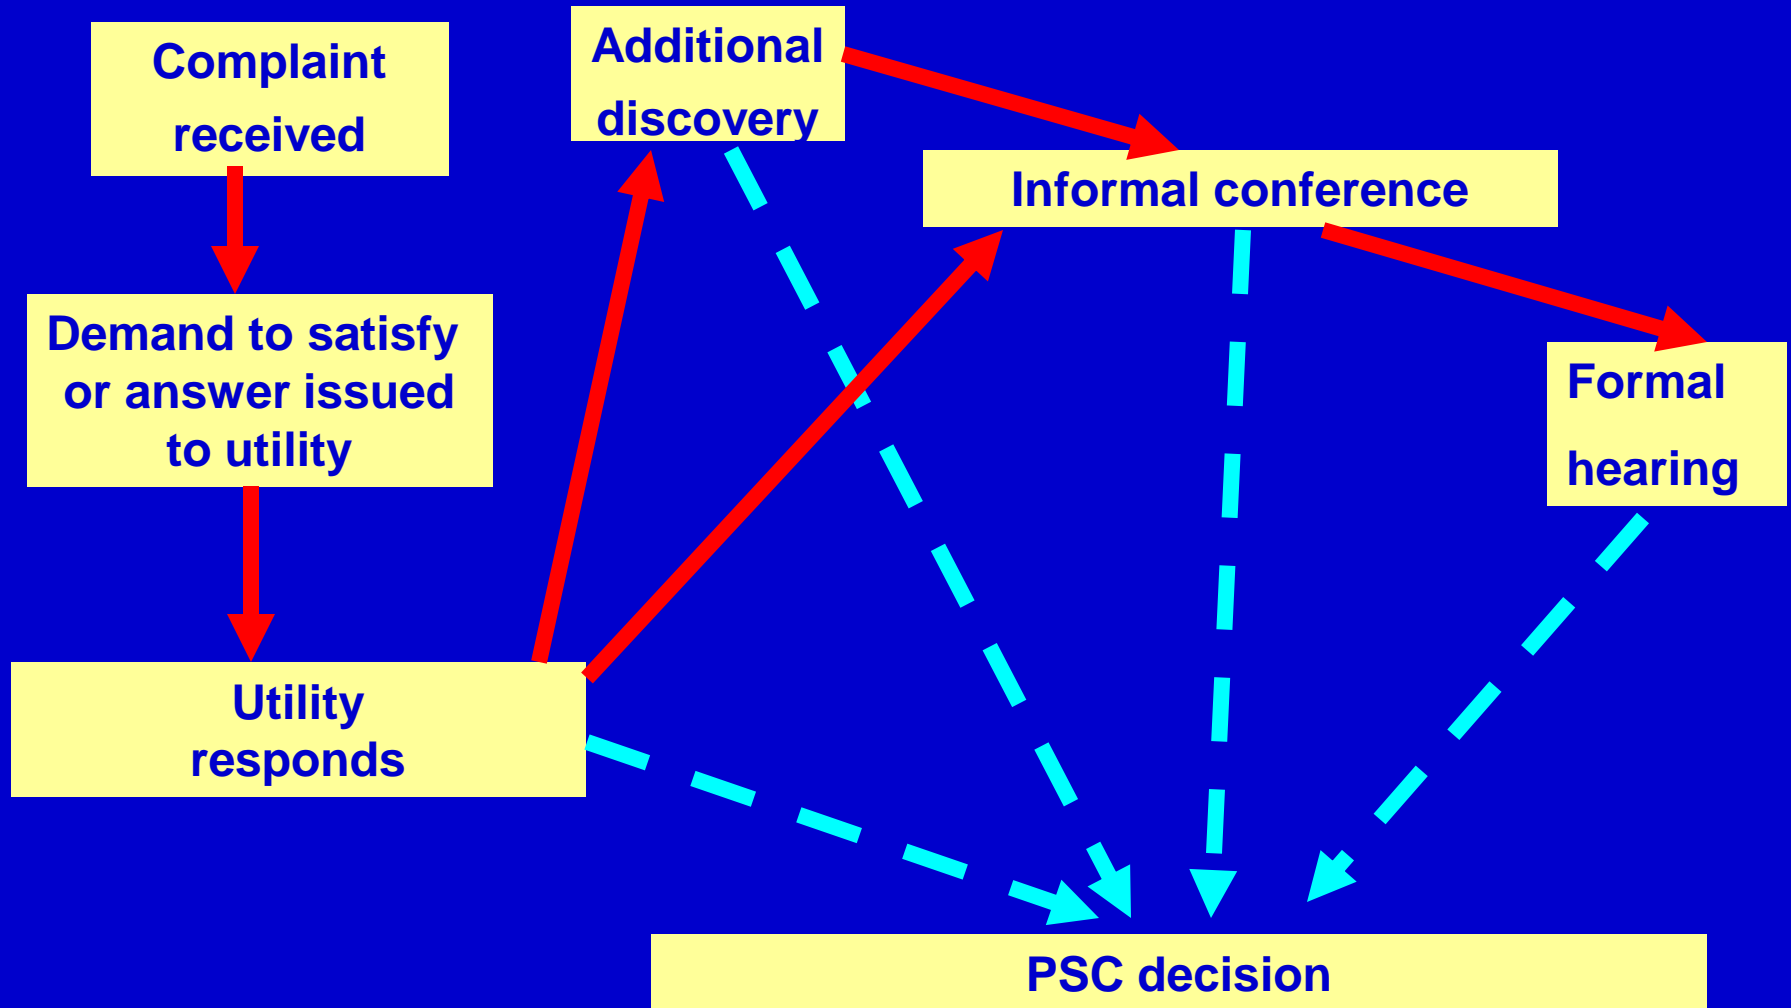 Complaint
received
Additional
discovery
Informal conference
Demand to satisfy
or answer issued
to utility
Formal
hearing
Utility
responds
PSC decision